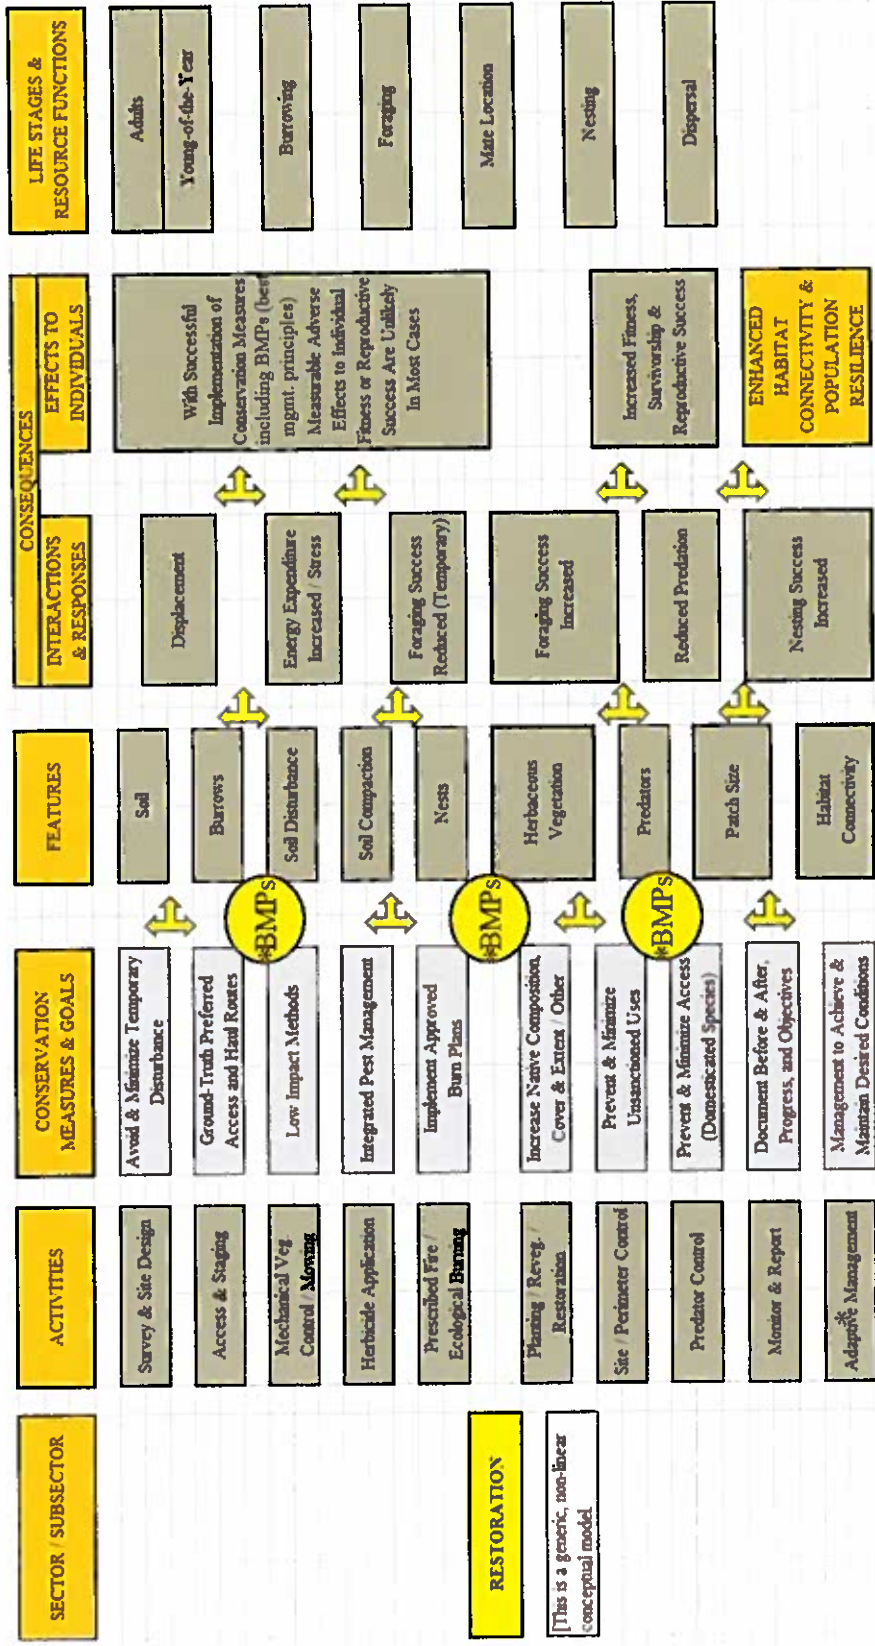 SECTOR / SUBSECTOR
RESTORATION
[This is a generic, non-linear
conceptual model
ACTIVITIES
Survey & Site Design
Access & Staging
Mechanical Veg.
Control / Mowing
Herbicide Application
Prescribed Fire /
Ecological Burning
Planting / Reveg. /
Restoration
Site / Perimeter Control
Predator Control
Monitor & Report
*
Adaptive Management
CONSERVATION
MEASURES & GOALS
Avoid & Minimize Temporary
Disturbance
Ground-Truth Preferred
Access and Haul Routes
Low Impact Methods
Integrated Pest Management
Implement Approved
Burn Plans
Increase Native Composition,
Cover & Extent / Other
Prevent & Minimize
Unsanctioned Uses
Prevent & Minimize Access
(Domesticated Species)
Document Before & After,
Progress, and Objectives
Management to Achieve &
Maintain Desired Conditions
*BMPs
*BMPs
*BMPs
FEATURES
Soil
Burrows
Soil Disturbance
Soil Compaction
Nests
Herbaceous
Vegetation
Predators
Patch Size
Habitat
Connectivity
CONSEQUENCES
INTERACTIONS
& RESPONSES
Displacement
Energy Expenditure
Increased / Stress
Foraging Success
Reduced (Temporary)
Foraging Success
Increased
Reduced Predation
Nesting Success
Increased
EFFECTS TO
INDIVIDUALS
With Successful
Implementation of
Conservation Measures
including BMPs (best
mgmt. principles)
Measurable Adverse
Effects to Individual
Fitness or Reproductive
Success Are Unlikely
In Most Cases
Increased Fitness,
Survivorship &
Reproductive Success
ENHANCED
HABITAT
CONNECTIVITY &
POPULATION
RESILIENCE
LIFE STAGES &
RESOURCE FUNCTIONS
Adults
Young-of-the-Year
Burrowing
Foraging
Mate Location
Nesting
Dispersal